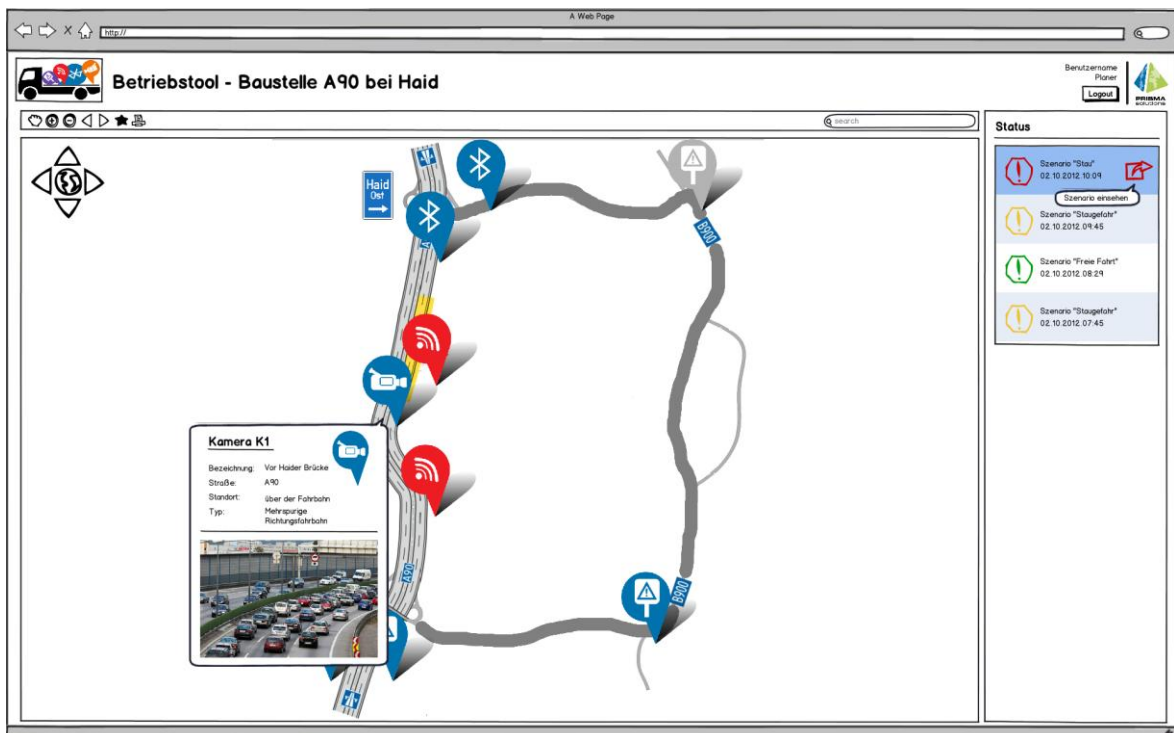 A Web Page
http://
Betriebstool - Baustelle A90 bei Haid
Benutzername
Planer
Logout
PRISMA
solutions
search
Status
Szenario "Stau"
02.10.2012 10:09
Szenario einsehen
Szenario "Staugefahr"
02.10.2012 09:45
Szenario "Freie Fahrt"
02.10.2012 08:29
Szenario "Staugefahr"
02.10.2012 07:45
Haid
Ost
B900
Kamera K1
Bezeichnung: Vor Haider Brücke
Straße: A90
Standort: über der Fahrbahn
Typ: Mehrspurige
Richtungsfahrbahn
A90
B900